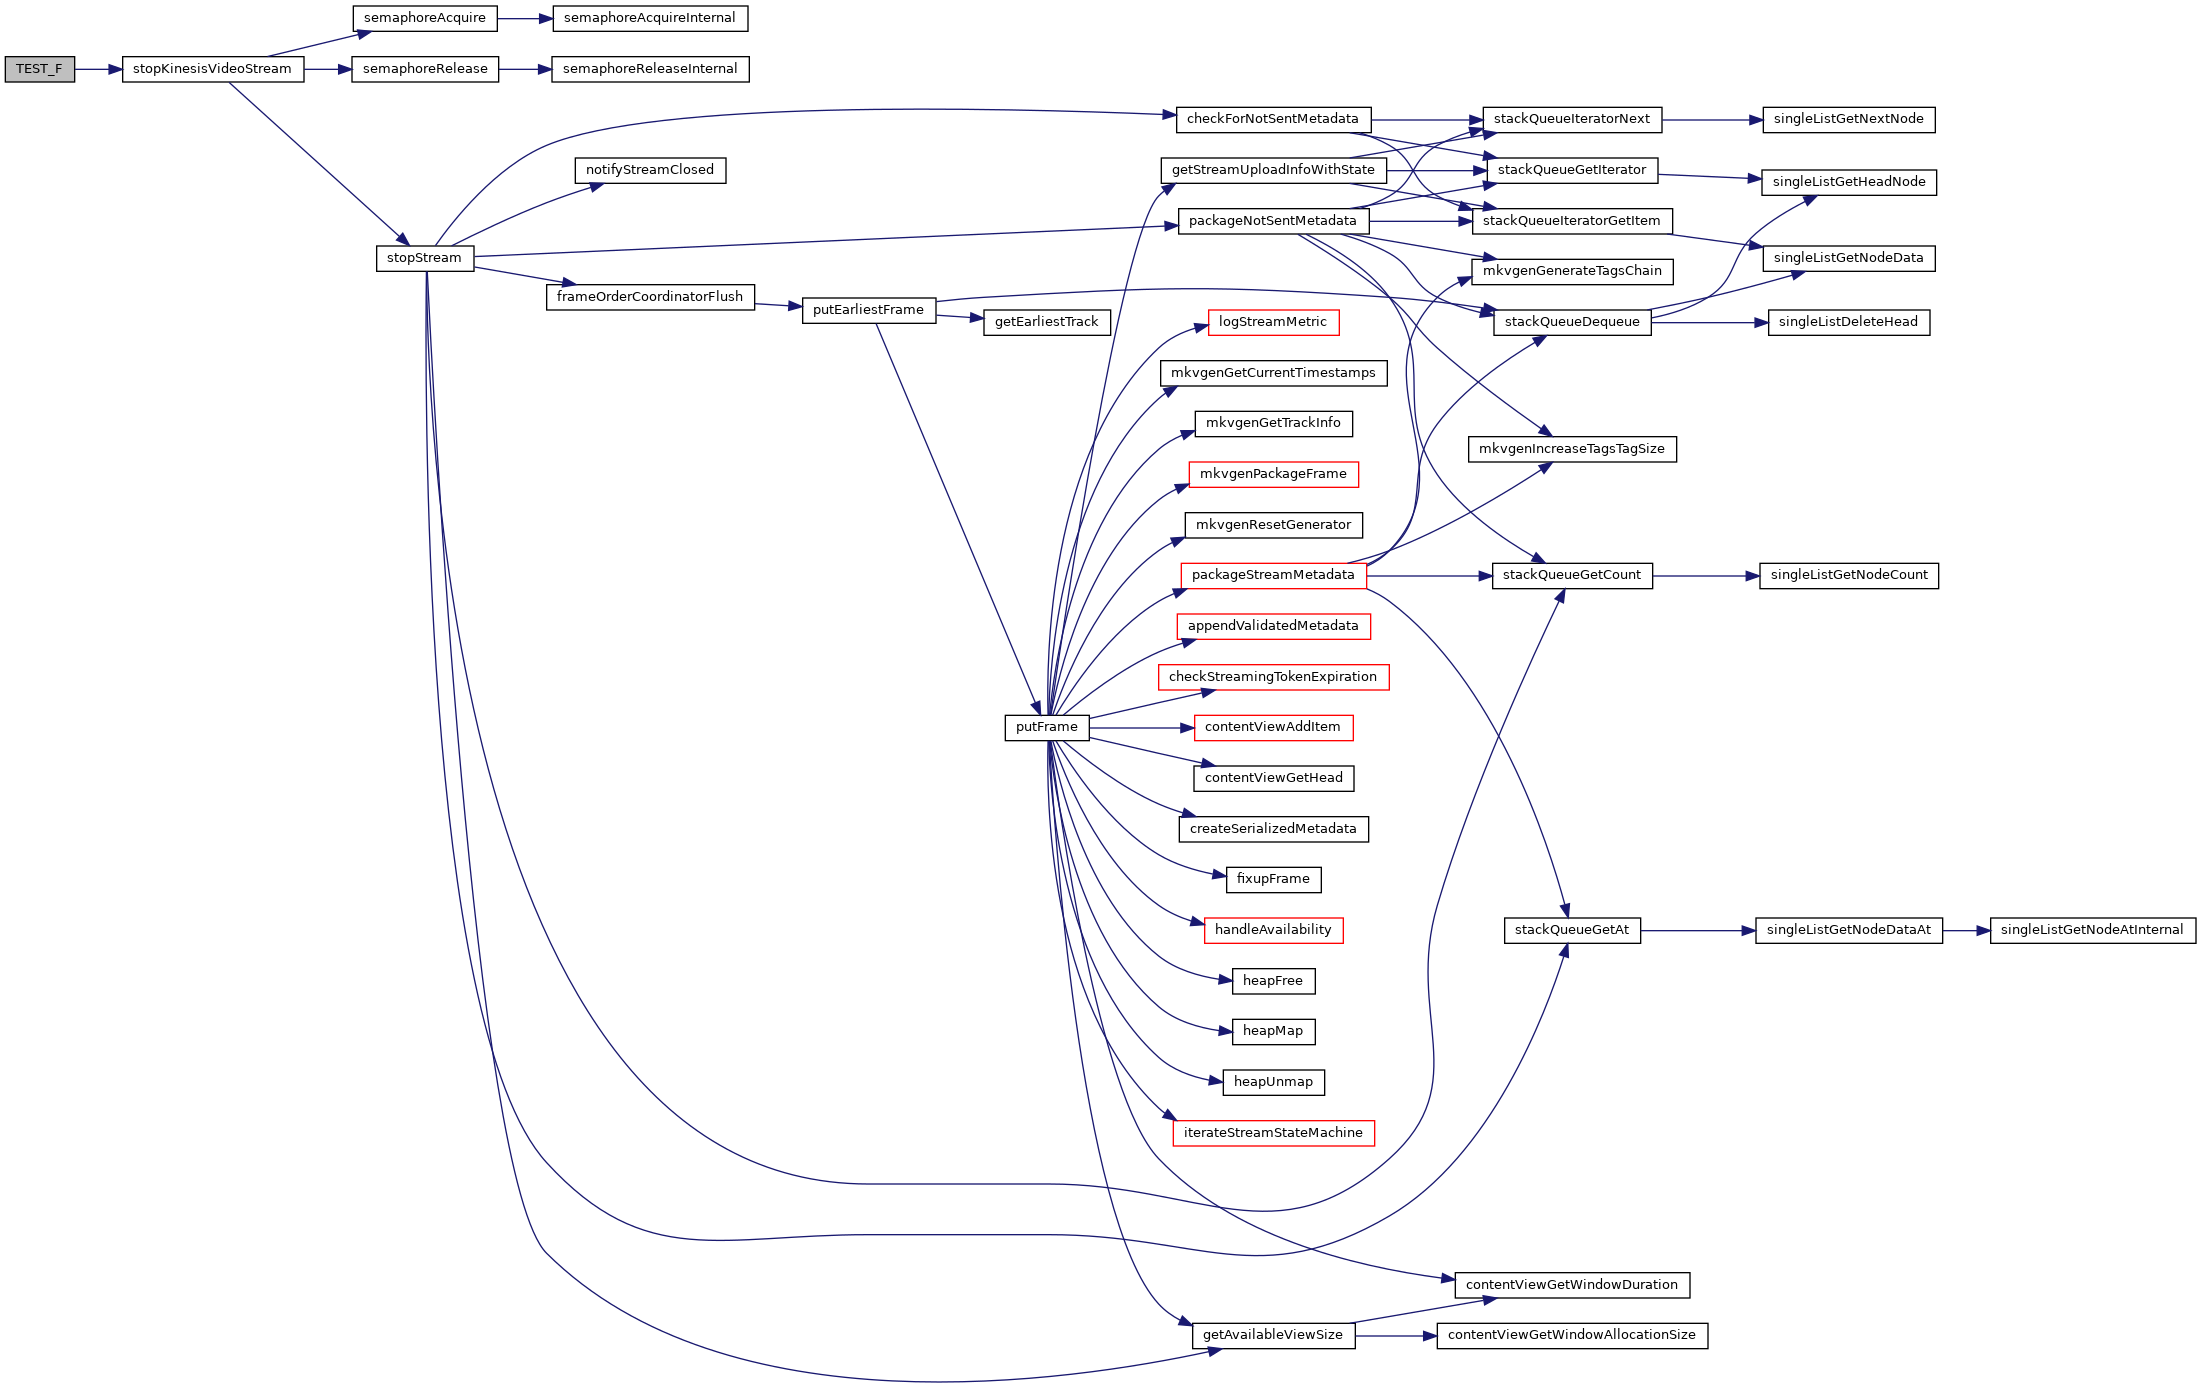 semaphoreAcquire
semaphoreAcquireInternal
TEST_F
stopKinesisVideoStream
semaphoreRelease
semaphoreReleaseInternal
checkForNotSentMetadata
stackQueueIteratorNext
singleListGetNextNode
notifyStreamClosed
getStreamUploadInfoWithState
stackQueueGetIterator
singleListGetHeadNode
packageNotSentMetadata
stackQueueIteratorGetItem
stopStream
singleListGetNodeData
mkvgenGenerateTagsChain
frameOrderCoordinatorFlush
putEarliestFrame
getEarliestTrack
logStreamMetric
stackQueueDequeue
singleListDeleteHead
mkvgenGetCurrentTimestamps
mkvgenGetTrackInfo
mkvgenIncreaseTagsTagSize
mkvgenPackageFrame
mkvgenResetGenerator
packageStreamMetadata
stackQueueGetCount
singleListGetNodeCount
appendValidatedMetadata
checkStreamingTokenExpiration
putFrame
contentViewAddItem
contentViewGetHead
createSerializedMetadata
fixupFrame
handleAvailability
stackQueueGetAt
singleListGetNodeDataAt
singleListGetNodeAtInternal
heapFree
heapMap
heapUnmap
iterateStreamStateMachine
contentViewGetWindowDuration
getAvailableViewSize
contentViewGetWindowAllocationSize